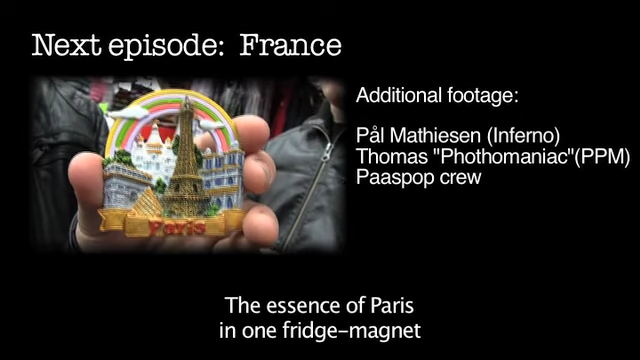 Next episode: France
Additional footage:
Pål Mathiesen (Inferno)
Thomas "Phothomaniac"(PPM)
Paaspop crew
Paris
The essence of Paris
in one fridge-magnet